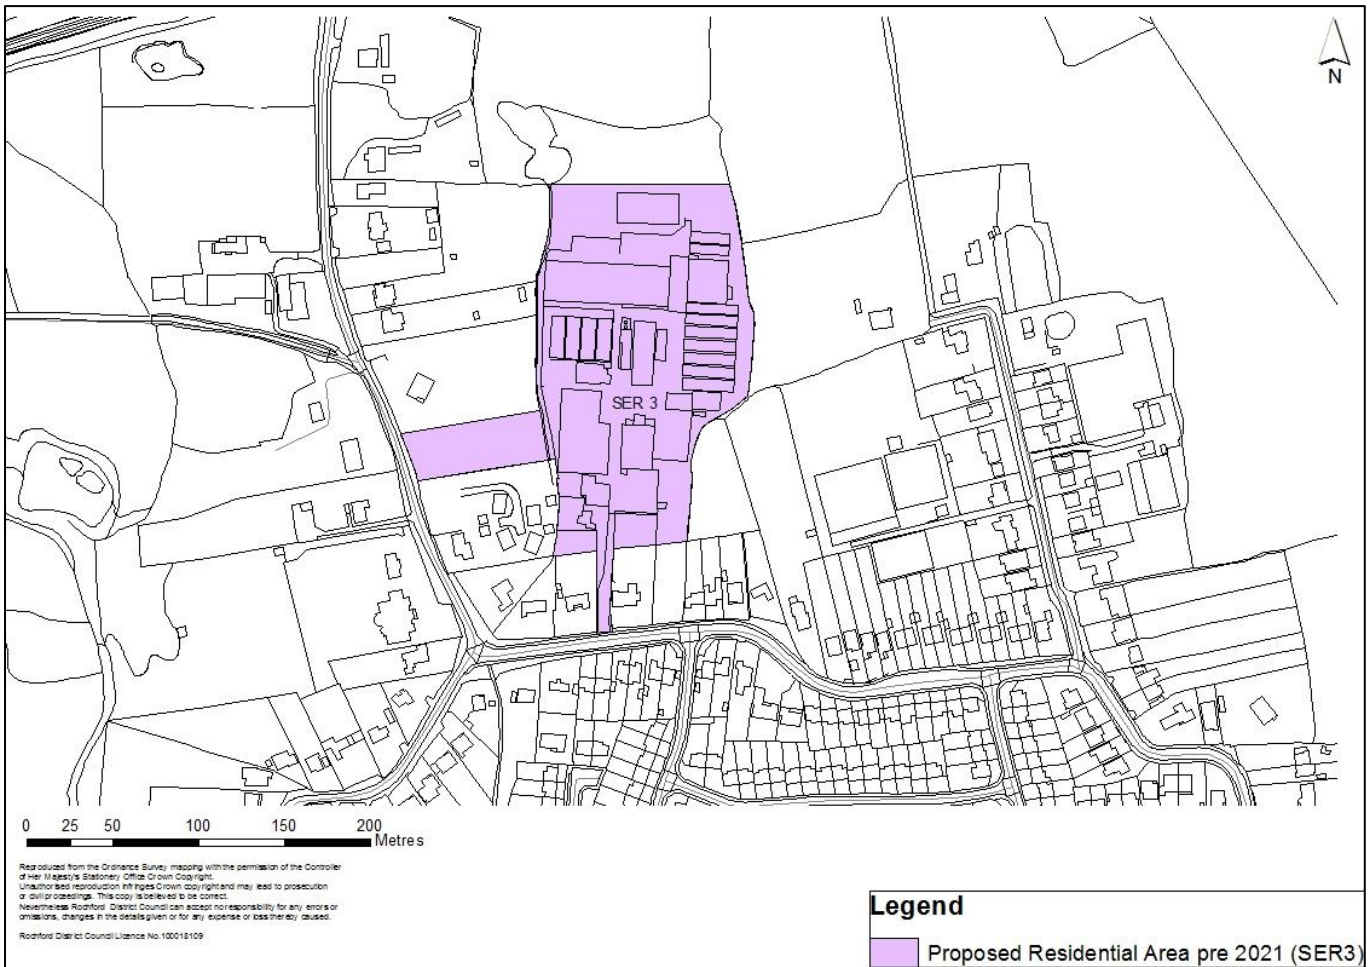 N
SER 3
0 25 50 100 150 200
Metres
Reproduced from the Ordnance Survey mapping with the permission of the Controller
of Her Majesty's Stationery Office Crown Copyright.
Unauthorised reproduction infringes Crown copyright and may lead to prosecution
or civil proceedings. This copy is believed to be correct.
Nevertheless Rochford District Council can accept no responsibility for any errors or
omissions, changes in the details given or for any expense or loss thereby caused.
Rochford District Council Licence No.100018109
Legend
Proposed Residential Area pre 2021 (SER3)